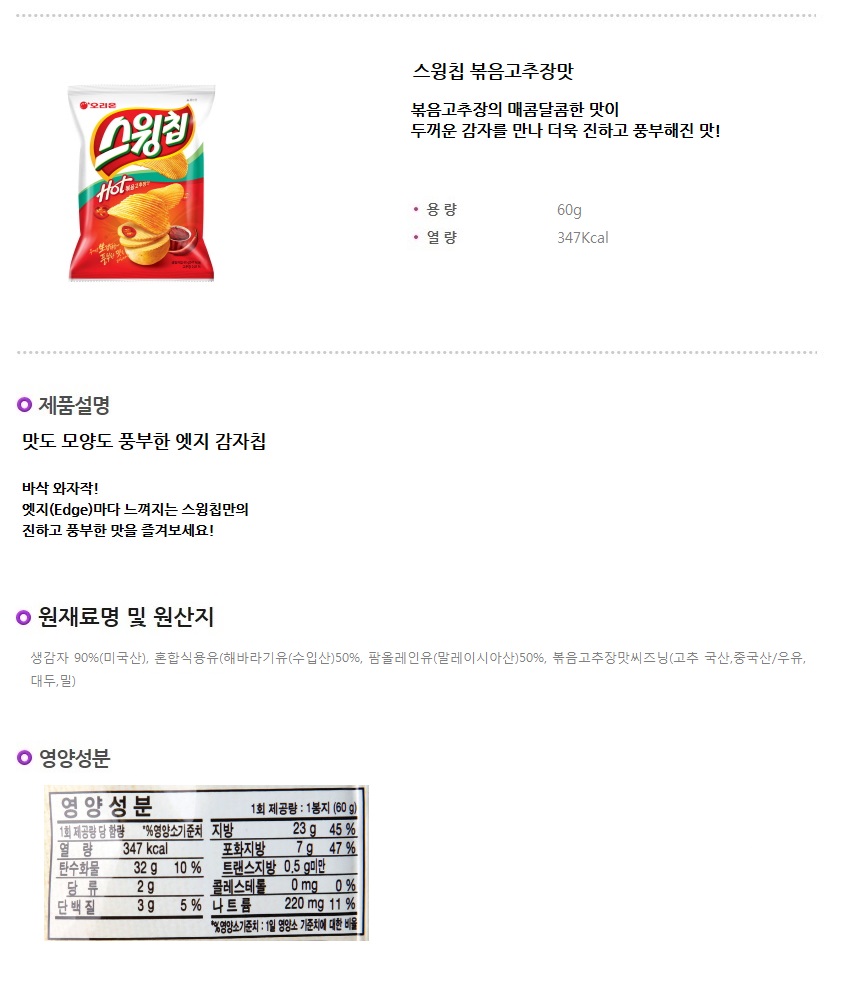 오리온
스윙칩
Hot 볶음고추장맛
스윙칩 볶음고추장맛
볶음고추장의 매콤달콤한 맛이
두꺼운 감자를 만나 더욱 진하고 풍부해진 맛!
• 용 량 60g
• 열 량 347Kcal
제품설명
맛도 모양도 풍부한 엣지 감자칩
바삭 와자작!
엣지(Edge)마다 느껴지는 스윙칩만의
진하고 풍부한 맛을 즐겨보세요!
원재료명 및 원산지
생감자 90%(미국산), 혼합식용유(해바라기유(수입산)50%, 팜올레인유(말레이시아산)50%, 볶음고추장맛씨즈닝(고추 국산,중국산/우유,
대두,밀)
영양성분
영양성분 1회 제공량 : 1봉지 (60 g)
1회 제공량 당 함량 *%영양소기준치
열 량 347 kcal
탄수화물 32 g 10 %
당 류 2 g
단백질 3 g 5 %
지방 23 g 45 %
포화지방 7 g 47 %
트랜스지방 0.5 g미만
콜레스테롤 0 mg 0 %
나트륨 220 mg 11 %
*%영양소기준치 : 1일 영양소 기준치에 대한 비율